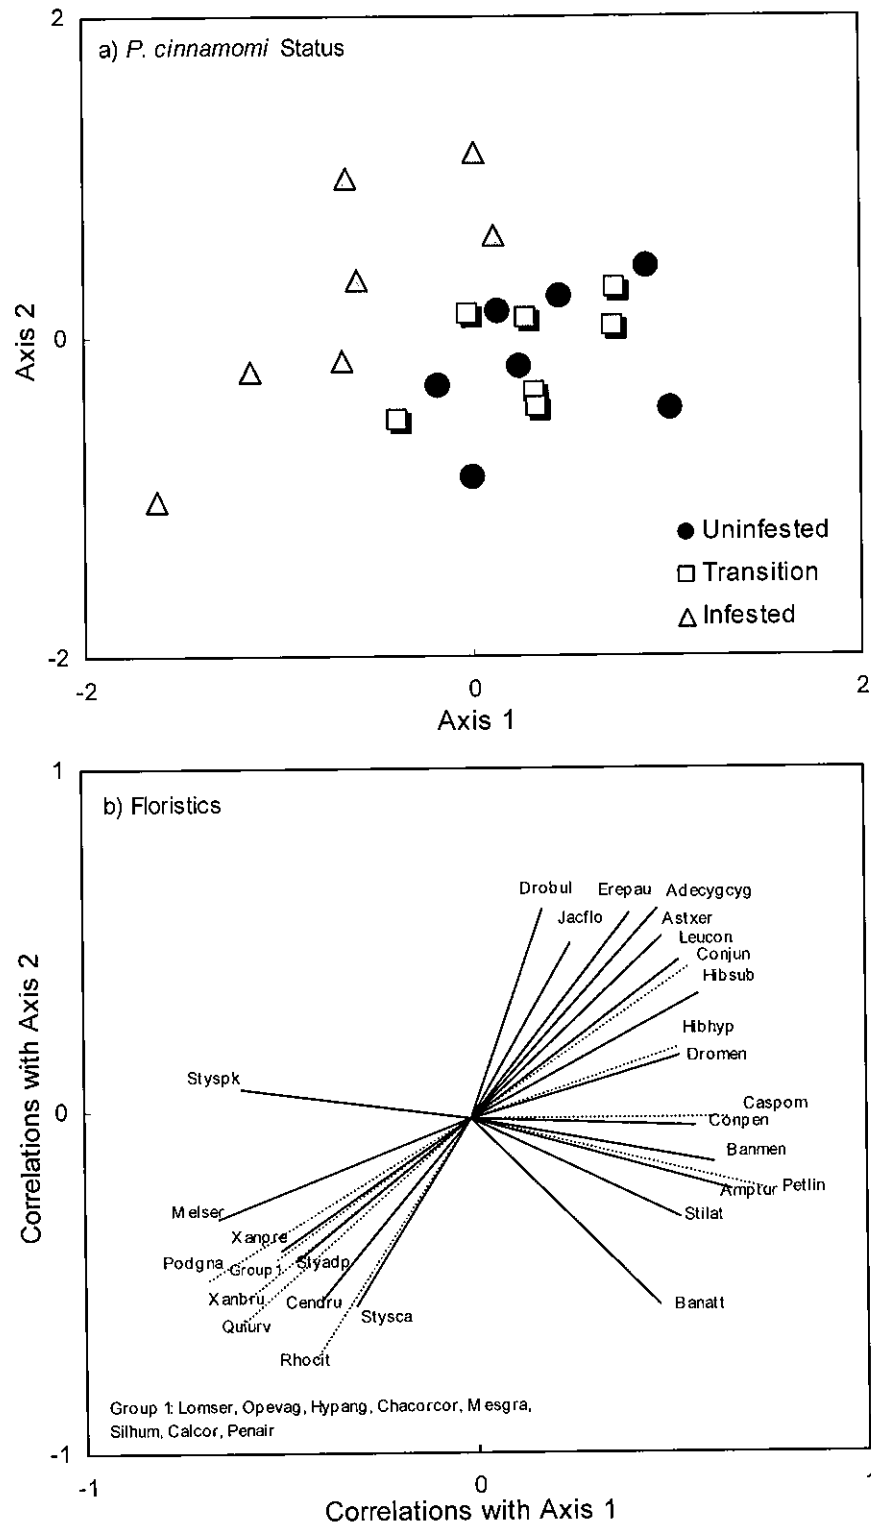 2
a) P. cinnamomi Status
Axis 2
0
Uninfested
Transition
Infested
-2
-2
0
2
Axis 1
1
b) Floristics
Drobul
Erepau
Adecygcyg
Jacflo
Astxer
Leucon
Conjun
Hibsub
Hibhyp
Dromen
Styspk
Caspom
Conpen
Correlations with Axis 2
0
Banmen
Amptur
Petlin
Stilat
Melser
Xanpre
Podgna
Group 1
Styadp
Xanbru
Cendru
Stysca
Banatt
Quiurv
Rhocit
Group 1: Lomser, Opevag, Hypang, Chacorcor, Mesgra,
Silhum, Calcor, Penair
-1
-1
0
1
Correlations with Axis 1